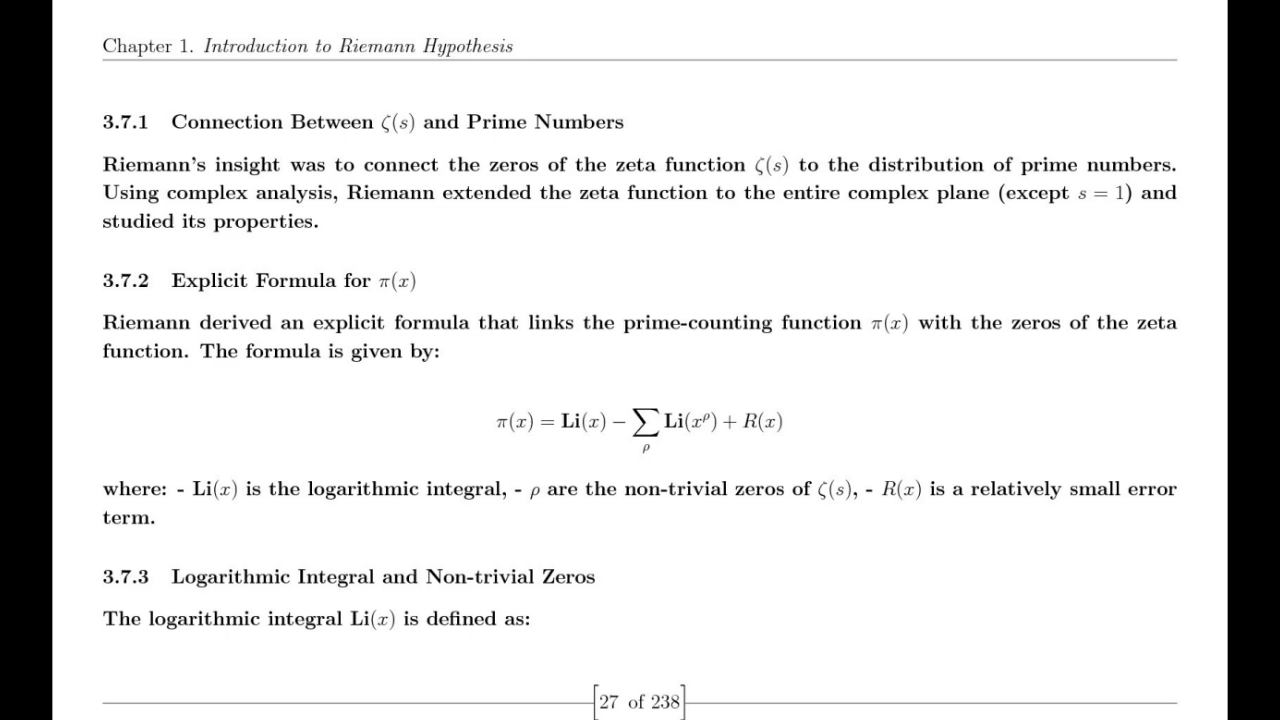 Chapter 1. Introduction to Riemann Hypothesis
3.7.1 Connection Between ζ(s) and Prime Numbers
Riemann's insight was to connect the zeros of the zeta function ζ(s) to the distribution of prime numbers.
Using complex analysis, Riemann extended the zeta function to the entire complex plane (except s = 1) and
studied its properties.
3.7.2 Explicit Formula for π(x)
Riemann derived an explicit formula that links the prime-counting function π(x) with the zeros of the zeta
function. The formula is given by:
π(x) = Li(x) − ∑_ρ Li(x^ρ) + R(x)
where: - Li(x) is the logarithmic integral, - ρ are the non-trivial zeros of ζ(s), - R(x) is a relatively small error
term.
3.7.3 Logarithmic Integral and Non-trivial Zeros
The logarithmic integral Li(x) is defined as:
[27 of 238]